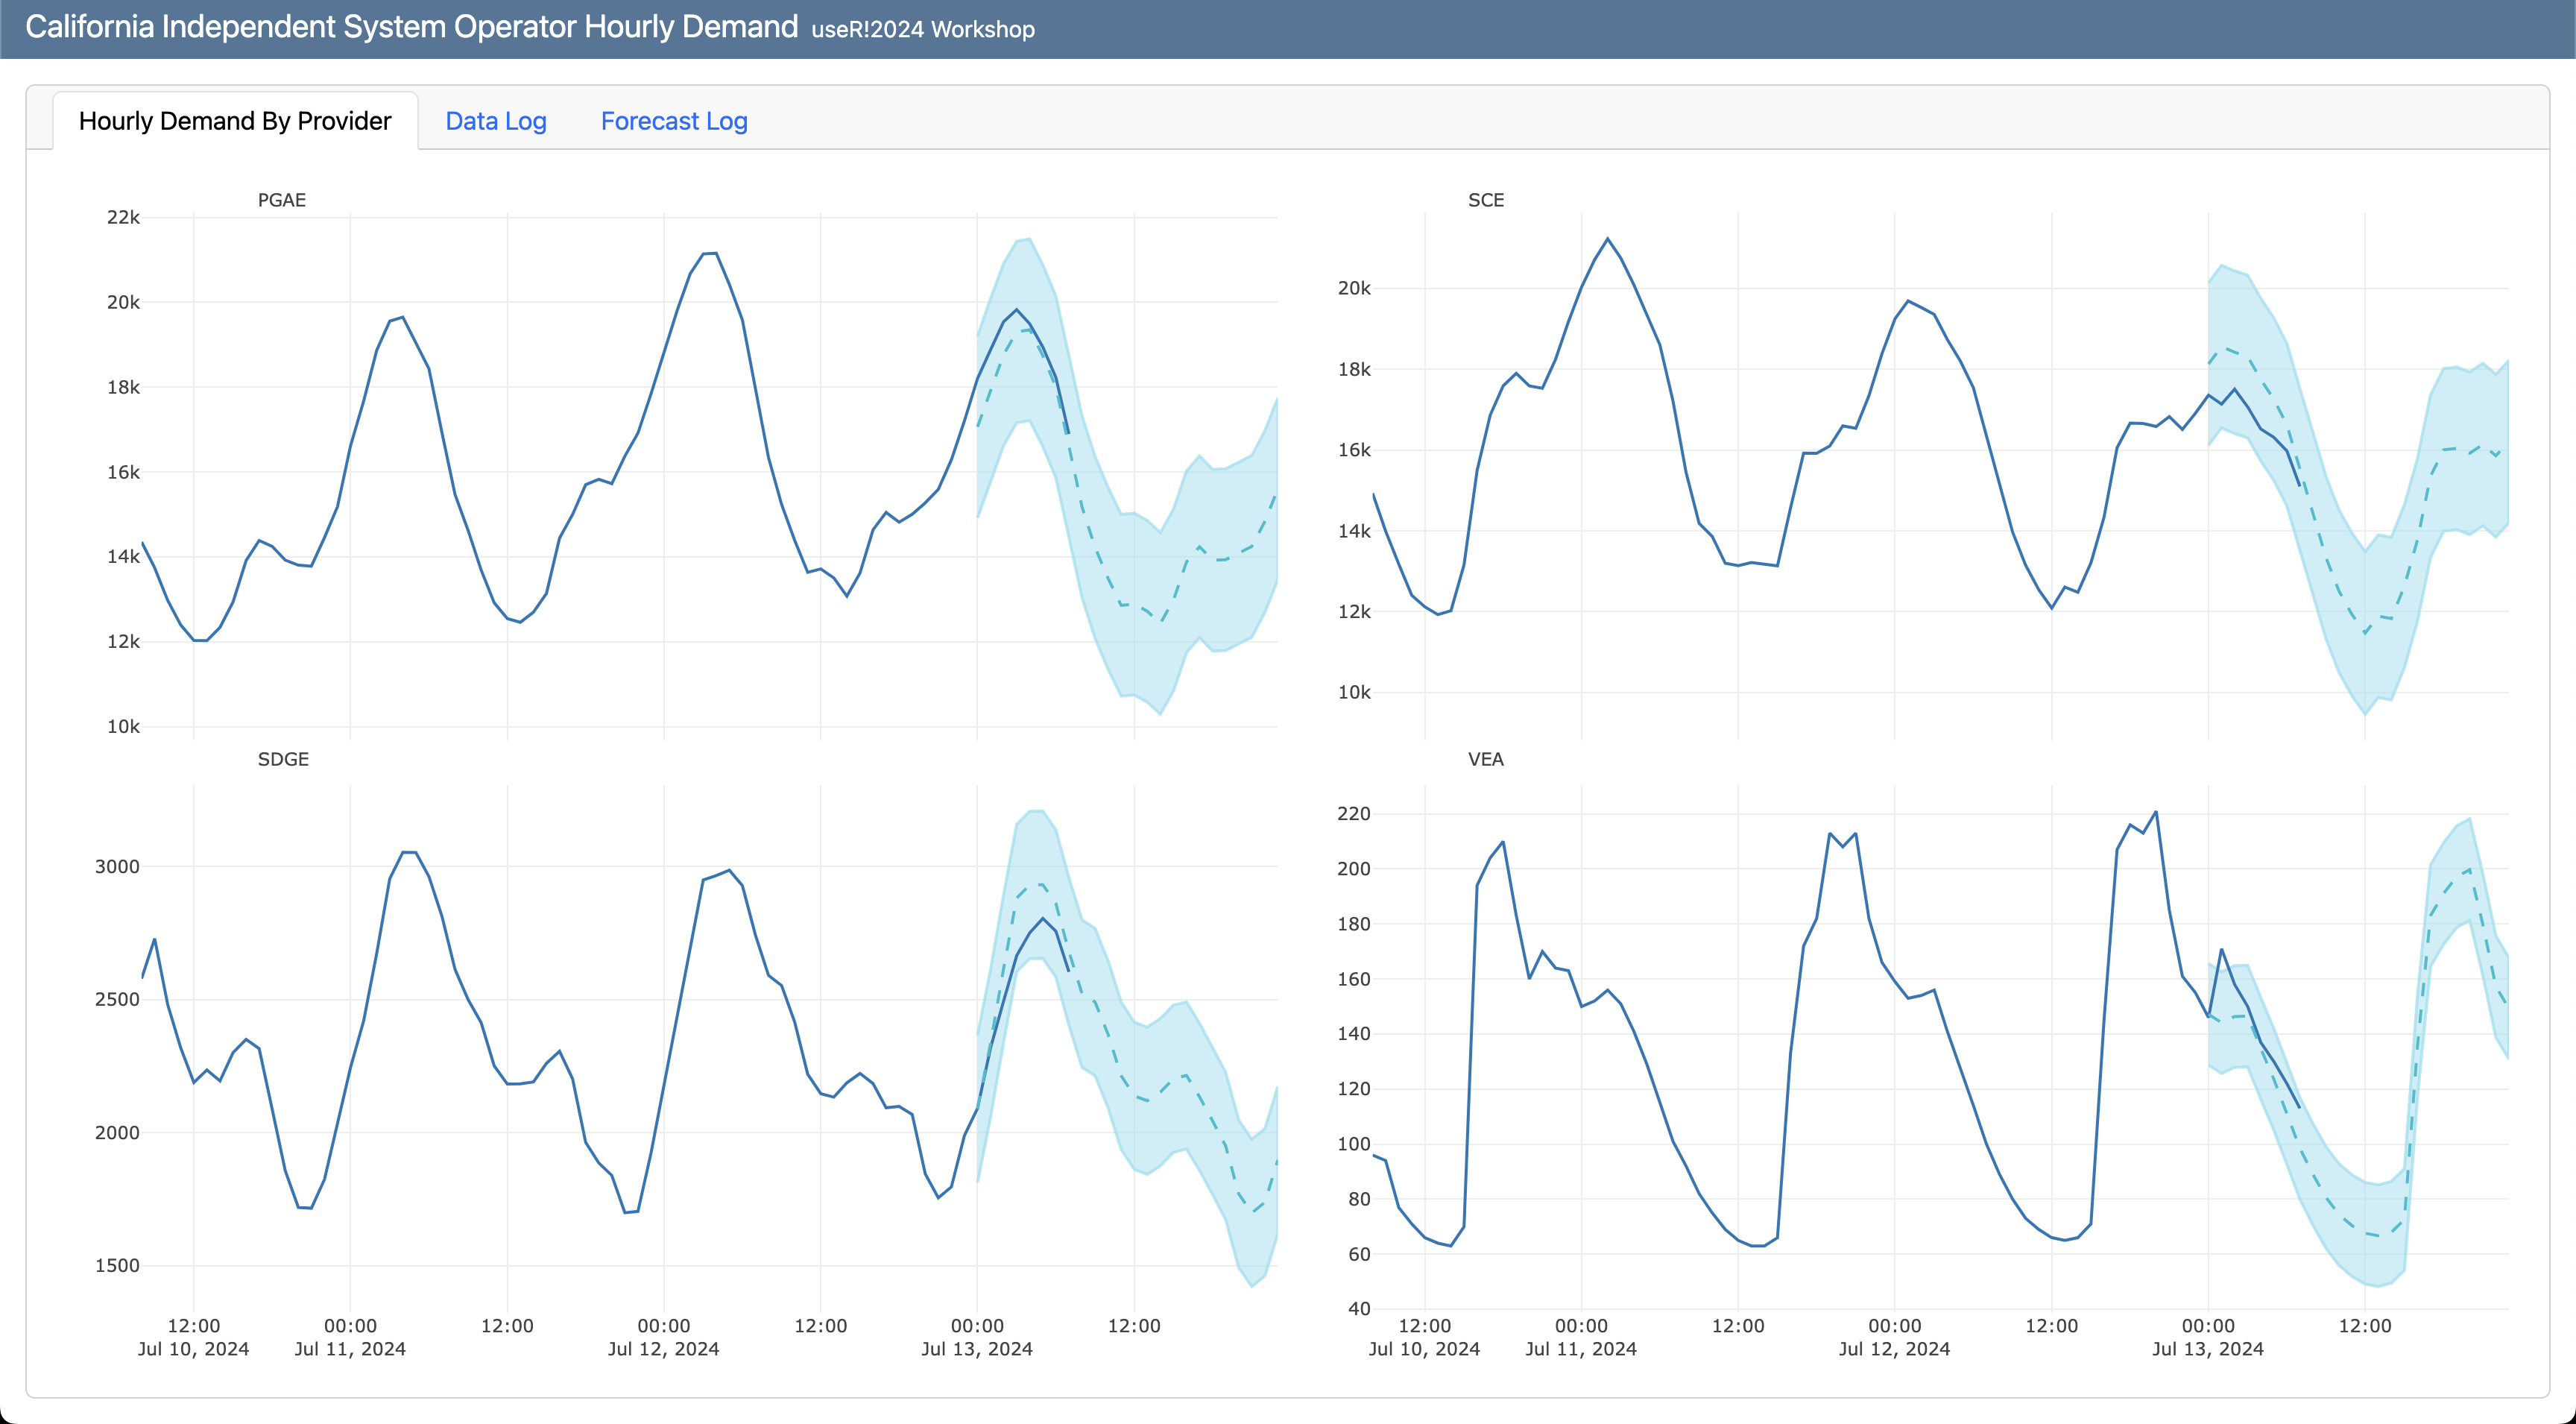 California Independent System Operator Hourly Demand useR!2024 Workshop
Hourly Demand By Provider Data Log Forecast Log
PGAE
22k
20k
18k
16k
14k
12k
10k
SCE
20k
18k
16k
14k
12k
10k
SDGE
3000
2500
2000
1500
12:00 00:00 12:00 00:00 12:00 00:00 12:00
Jul 10, 2024 Jul 11, 2024 Jul 12, 2024 Jul 13, 2024
VEA
220
200
180
160
140
120
100
80
60
40
12:00 00:00 12:00 00:00 12:00 00:00 12:00
Jul 10, 2024 Jul 11, 2024 Jul 12, 2024 Jul 13, 2024